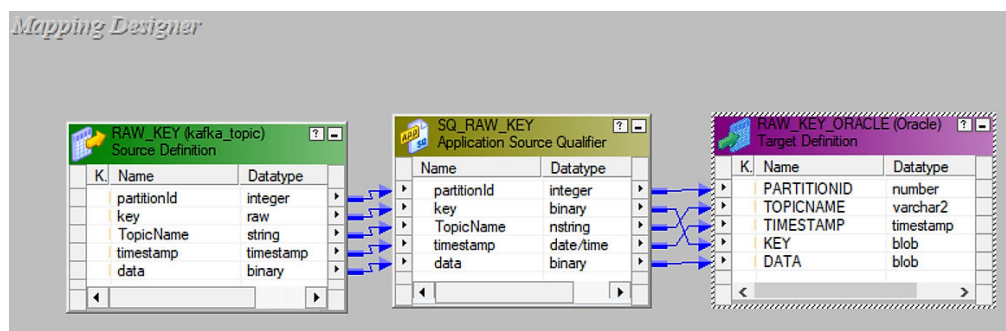 Mapping Designer
RAW_KEY (kafka_topic) ?
Source Definition
K. Name Datatype
partitionId integer
key raw
TopicName string
timestamp timestamp
data binary
SQ_RAW_KEY ?
Application Source Qualifier
APP
SQ
Name Datatype
partitionId integer
key binary
TopicName nstring
timestamp date/time
data binary
RAW_KEY_ORACLE (Oracle) ?
Target Definition
K. Name Datatype
PARTITIONID number
TOPICNAME varchar2
TIMESTAMP timestamp
KEY blob
DATA blob